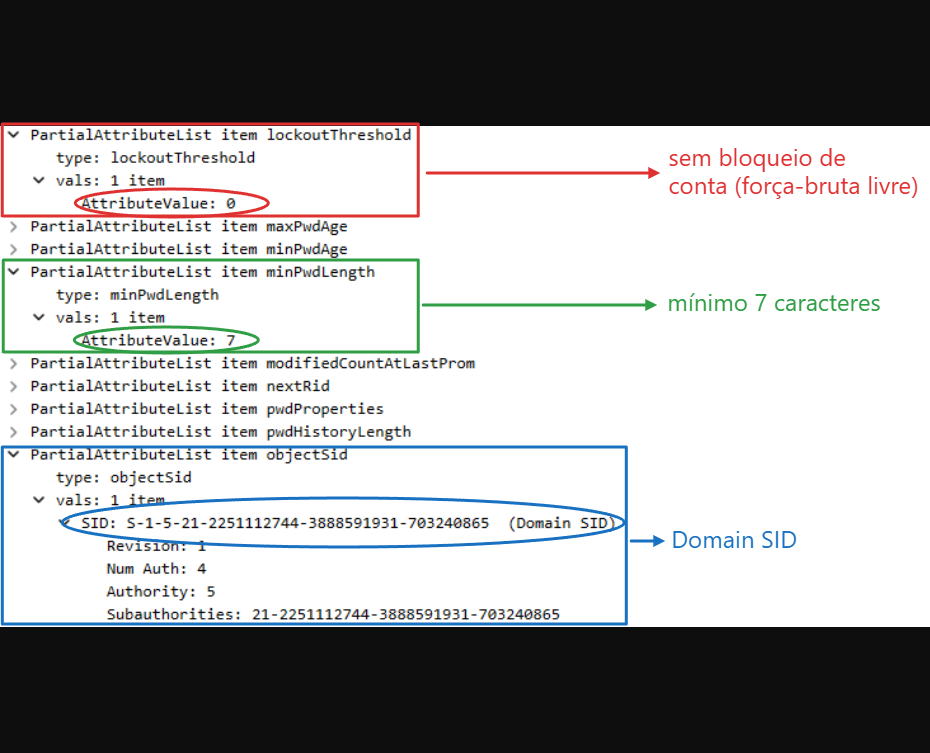 PartialAttributeList item lockoutThreshold
type: lockoutThreshold
vals: 1 item
AttributeValue: 0
sem bloqueio de
conta (força-bruta livre)
PartialAttributeList item maxPwdAge
PartialAttributeList item minPwdAge
PartialAttributeList item minPwdLength
type: minPwdLength
vals: 1 item
AttributeValue: 7
mínimo 7 caracteres
PartialAttributeList item modifiedCountAtLastProm
PartialAttributeList item nextRid
PartialAttributeList item pwdProperties
PartialAttributeList item pwdHistoryLength
PartialAttributeList item objectSid
type: objectSid
vals: 1 item
SID: S-1-5-21-2251112744-3888591931-703240865 (Domain SID)
Revision: 1
Num Auth: 4
Authority: 5
Subauthorities: 21-2251112744-3888591931-703240865
Domain SID